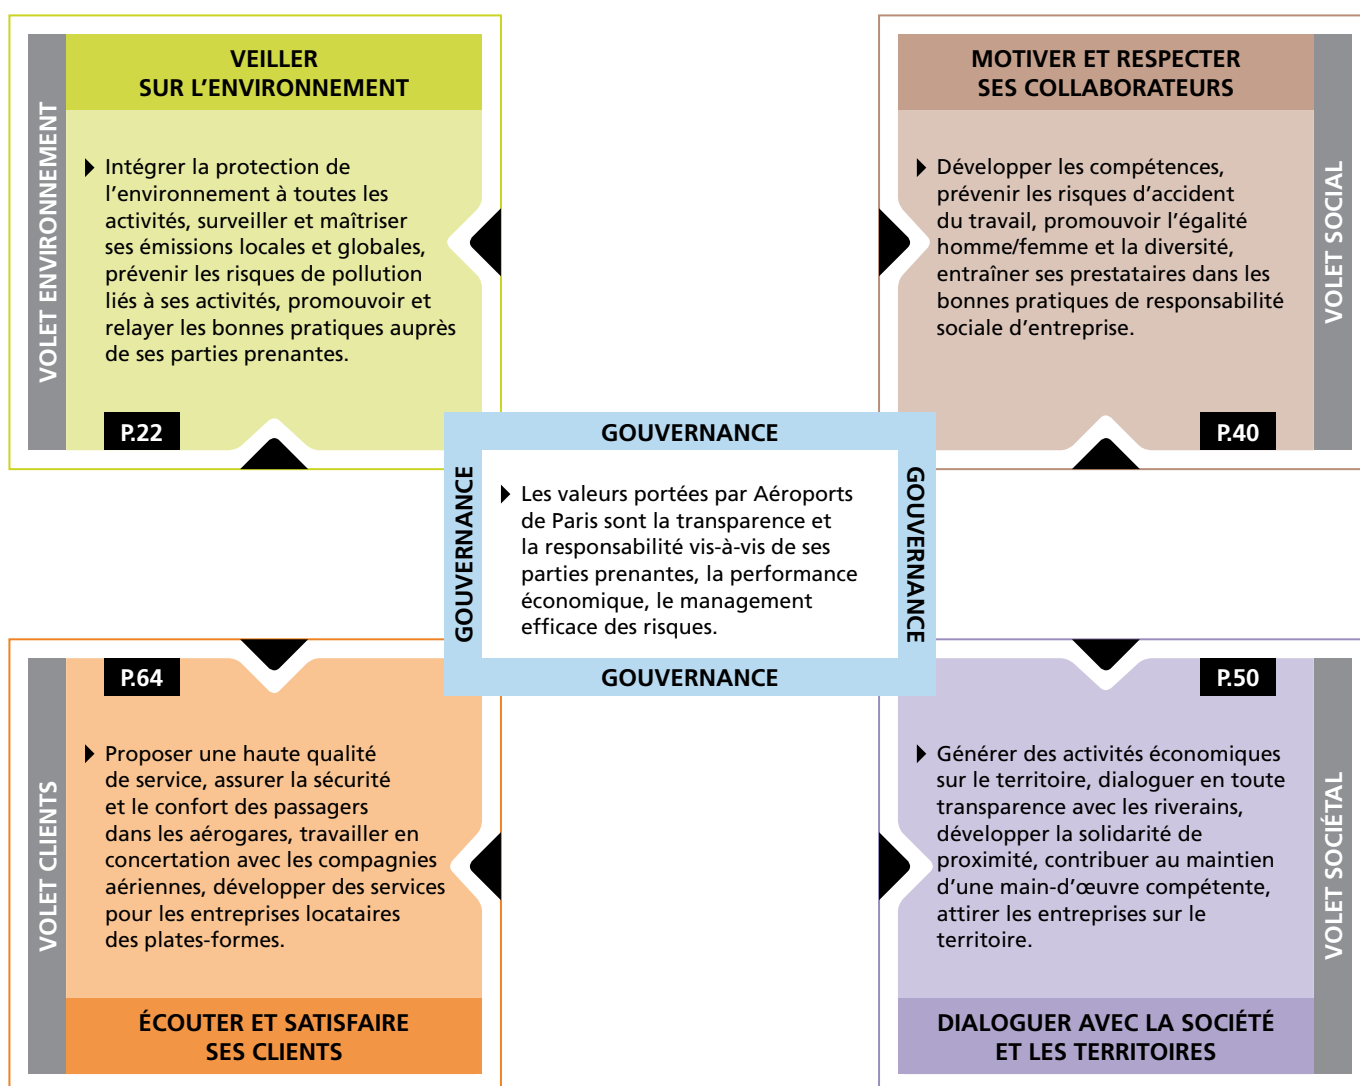 VOLET ENVIRONNEMENT
VEILLER
SUR L’ENVIRONNEMENT
Intégrer la protection de
l’environnement à toutes les
activités, surveiller et maîtriser
ses émissions locales et globales,
prévenir les risques de pollution
liés à ses activités, promouvoir et
relayer les bonnes pratiques auprès
de ses parties prenantes.
P.22
MOTIVER ET RESPECTER
SES COLLABORATEURS
Développer les compétences,
prévenir les risques d’accident
du travail, promouvoir l’égalité
homme/femme et la diversité,
entraîner ses prestataires dans les
bonnes pratiques de responsabilité
sociale d’entreprise.
P.40
VOLET SOCIAL
GOUVERNANCE
GOUVERNANCE
Les valeurs portées par Aéroports
de Paris sont la transparence et
la responsabilité vis-à-vis de ses
parties prenantes, la performance
économique, le management
efficace des risques.
GOUVERNANCE
GOUVERNANCE
VOLET CLIENTS
P.64
Proposer une haute qualité
de service, assurer la sécurité
et le confort des passagers
dans les aérogares, travailler en
concertation avec les compagnies
aériennes, développer des services
pour les entreprises locataires
des plates-formes.
ÉCOUTER ET SATISFAIRE
SES CLIENTS
P.50
Générer des activités économiques
sur le territoire, dialoguer en toute
transparence avec les riverains,
développer la solidarité de
proximité, contribuer au maintien
d’une main-d’œuvre compétente,
attirer les entreprises sur le
territoire.
DIALOGUER AVEC LA SOCIÉTÉ
ET LES TERRITOIRES
VOLET SOCIÉTAL